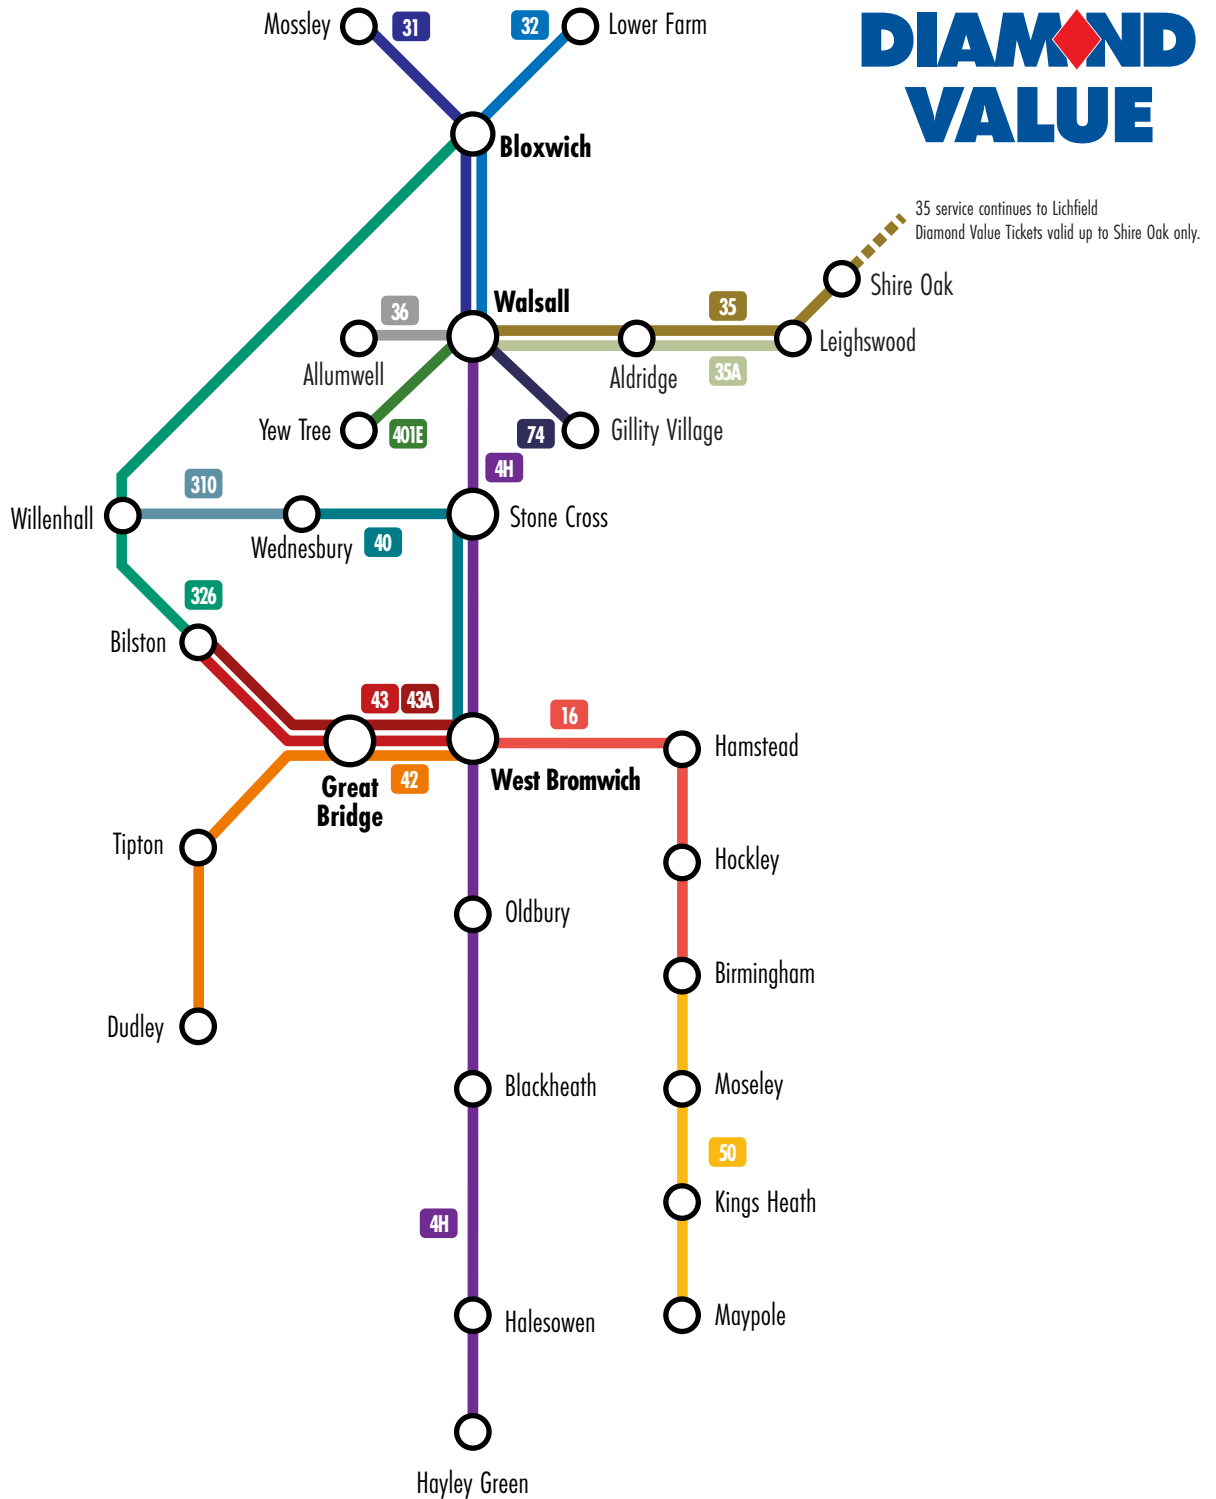 Mossley
31
32
Lower Farm
DIAMOND
VALUE
Bloxwich
35 service continues to Lichfield
Diamond Value Tickets valid up to Shire Oak only.
Shire Oak
Walsall
36
35
Leighswood
Allumwell
Aldridge
35A
Yew Tree
401E
74
Gillity Village
4H
310
Willenhall
Stone Cross
Wednesbury
40
326
Bilston
43
43A
16
Hamstead
42
West Bromwich
Great
Bridge
Tipton
Hockley
Oldbury
Birmingham
Dudley
Blackheath
Moseley
50
Kings Heath
4H
Halesowen
Maypole
Hayley Green